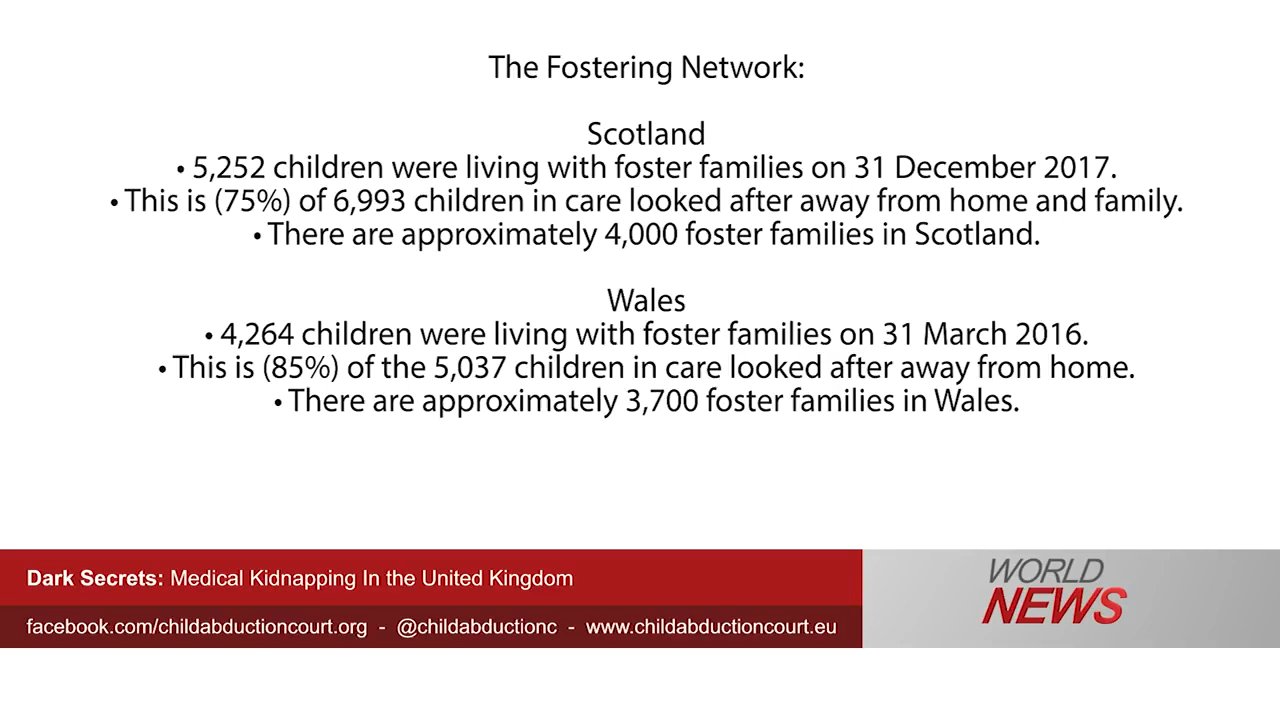 The Fostering Network:
Scotland
• 5,252 children were living with foster families on 31 December 2017.
• This is (75%) of 6,993 children in care looked after away from home and family.
• There are approximately 4,000 foster families in Scotland.
Wales
• 4,264 children were living with foster families on 31 March 2016.
• This is (85%) of the 5,037 children in care looked after away from home.
• There are approximately 3,700 foster families in Wales.
Dark Secrets: Medical Kidnapping In the United Kingdom
facebook.com/childabductioncourt.org - @childabductionc - www.childabductioncourt.eu
WORLD
NEWS